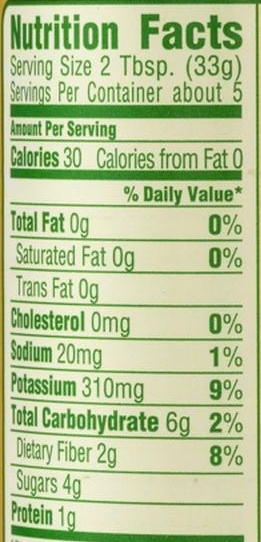 Nutrition Facts
Serving Size 2 Tbsp. (33g)
Servings Per Container about 5
Amount Per Serving
Calories 30 Calories from Fat 0
% Daily Value*
Total Fat 0g 0%
Saturated Fat 0g 0%
Trans Fat 0g
Cholesterol 0mg 0%
Sodium 20mg 1%
Potassium 310mg 9%
Total Carbohydrate 6g 2%
Dietary Fiber 2g 8%
Sugars 4g
Protein 1g